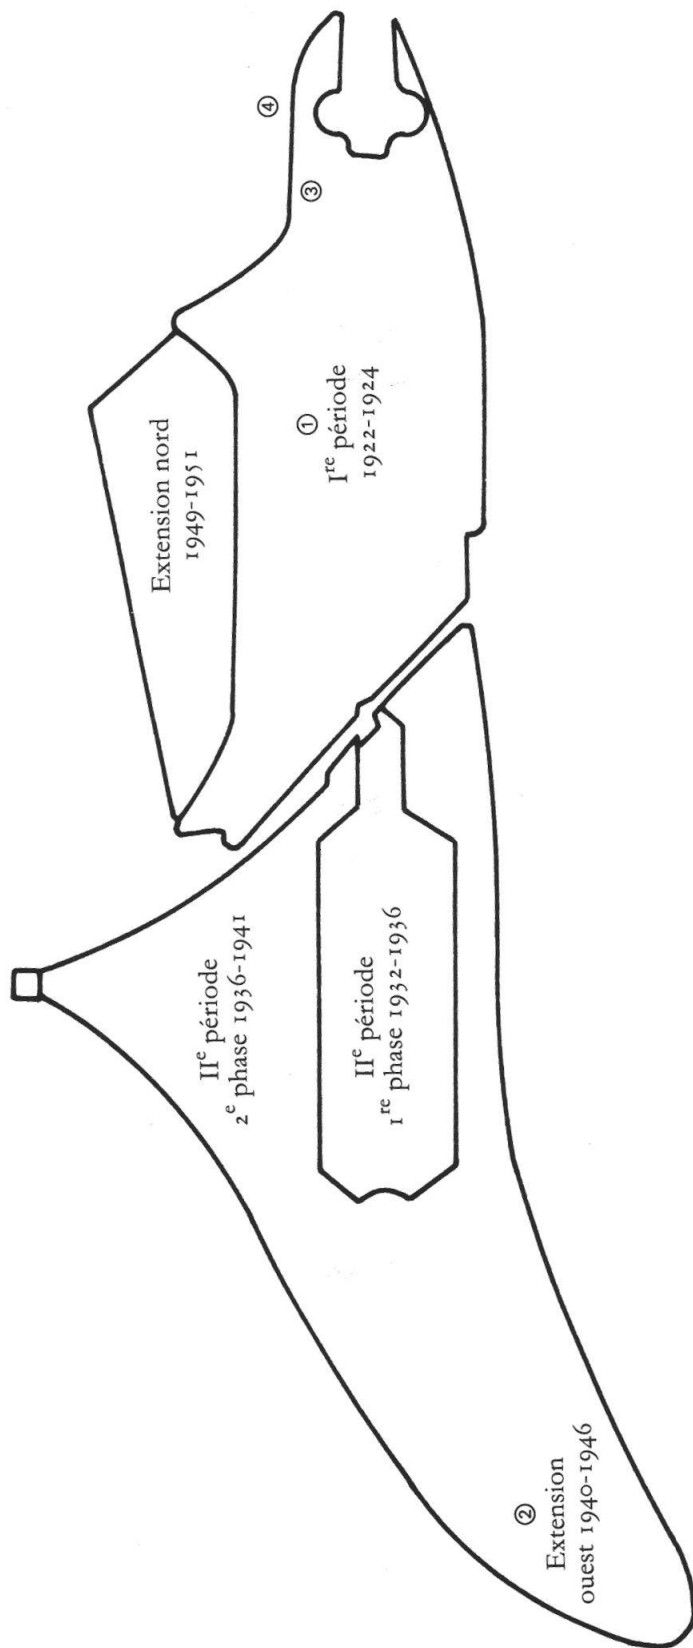 Extension nord
1949-1951
IIe période
2e phase 1936-1941
④
③
①
Ire période
1922-1924
IIe période
1re phase 1932-1936
②
Extension
ouest 1940-1946